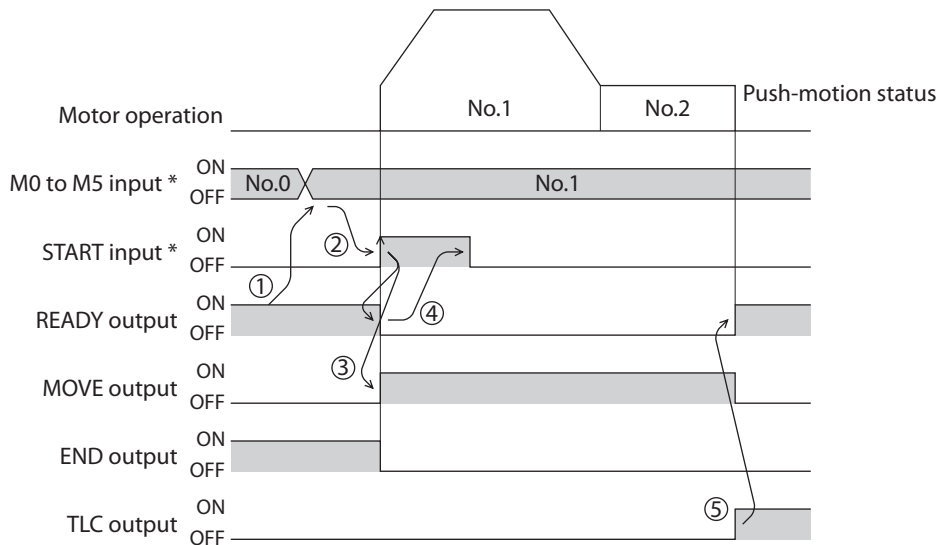 Motor operation
No.1
No.2
Push-motion status
M0 to M5 input *
ON
OFF
No.0
No.1
START input *
ON
OFF
②
①
④
READY output
ON
OFF
③
MOVE output
ON
OFF
END output
ON
OFF
TLC output
ON
OFF
⑤